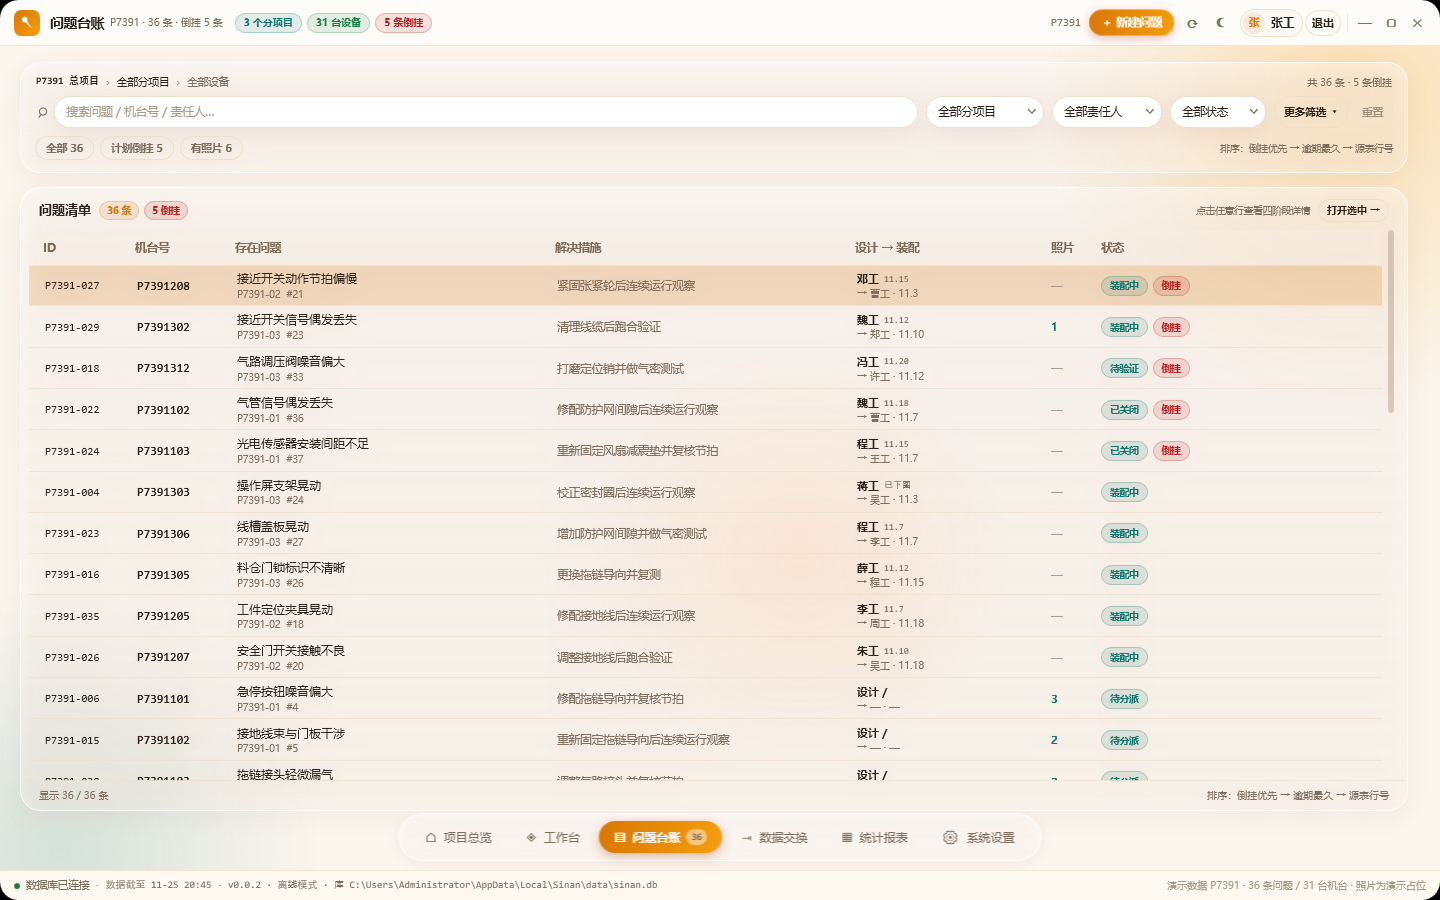 问题台账 P7391 · 36 条 · 倒挂 5 条 3 个分项目 31 台设备 5 条倒挂 P7391 + 新建问题 张 张工 退出
P7391 总项目 › 全部分项目 › 全部设备 共 36 条 · 5 条倒挂
搜索问题 / 机台号 / 责任人... 全部分项目 全部责任人 全部状态 更多筛选 重置
全部 36 计划倒挂 5 有照片 6 排序：倒挂优先 → 逾期最久 → 源表行号
问题清单 36 条 5 倒挂 点击任意行查看四阶段详情 打开选中 →
ID 机台号 存在问题 解决措施 设计 → 装配 照片 状态
P7391-027 P7391208 接近开关动作节拍偏慢 紧固张紧轮后连续运行观察 邓工 11.15 — 装配中 倒挂
P7391-02 #21 → 曹工 · 11.3
P7391-029 P7391302 接近开关信号偶发丢失 清理线缆后跑合验证 魏工 11.12 1 装配中 倒挂
P7391-03 #23 → 郑工 · 11.10
P7391-018 P7391312 气路调压阀噪音偏大 打磨定位销并做气密测试 冯工 11.20 — 待验证 倒挂
P7391-03 #33 → 许工 · 11.12
P7391-022 P7391102 气管信号偶发丢失 修配防护网间隙后连续运行观察 魏工 11.18 — 已关闭 倒挂
P7391-01 #36 → 曹工 · 11.7
P7391-024 P7391103 光电传感器安装间距不足 重新固定风扇减震垫并复核节拍 程工 11.15 — 已关闭 倒挂
P7391-01 #37 → 王工 · 11.7
P7391-004 P7391303 操作屏支架晃动 校正密封圈后连续运行观察 蒋工 已下图 — 装配中
P7391-03 #24 → 吴工 · 11.3
P7391-023 P7391306 线槽盖板晃动 增加防护网间隙并做气密测试 程工 11.7 — 装配中
P7391-03 #27 → 李工 · 11.7
P7391-016 P7391305 料仓门锁标识不清晰 更换拖链导向并复测 薛工 11.12 — 装配中
P7391-03 #26 → 程工 · 11.15
P7391-035 P7391205 工件定位夹具晃动 修配接地线后连续运行观察 李工 11.7 — 装配中
P7391-02 #18 → 周工 · 11.18
P7391-026 P7391207 安全门开关接触不良 调整接地线后跑合验证 朱工 11.10 — 装配中
P7391-02 #20 → 吴工 · 11.18
P7391-006 P7391101 急停按钮噪音偏大 修配拖链导向并复核节拍 设计 / 3 待分派
P7391-01 #4 → — · —
P7391-015 P7391102 接地线束与门板干涉 重新固定拖链导向后连续运行观察 设计 / 2 待分派
P7391-01 #5 → — · —
拖链接头轻微漏气 设计 /
显示 36 / 36 条 排序：倒挂优先 → 逾期最久 → 源表行号
项目总览 工作台 问题台账 36 数据交换 统计报表 系统设置
数据库已连接 · 数据截至 11-25 20:45 · v0.0.2 · 离线模式 · 库 C:\Users\Administrator\AppData\Local\Sinan\data\sinan.db 演示数据 P7391 · 36 条问题 / 31 台机台 · 照片为演示占位